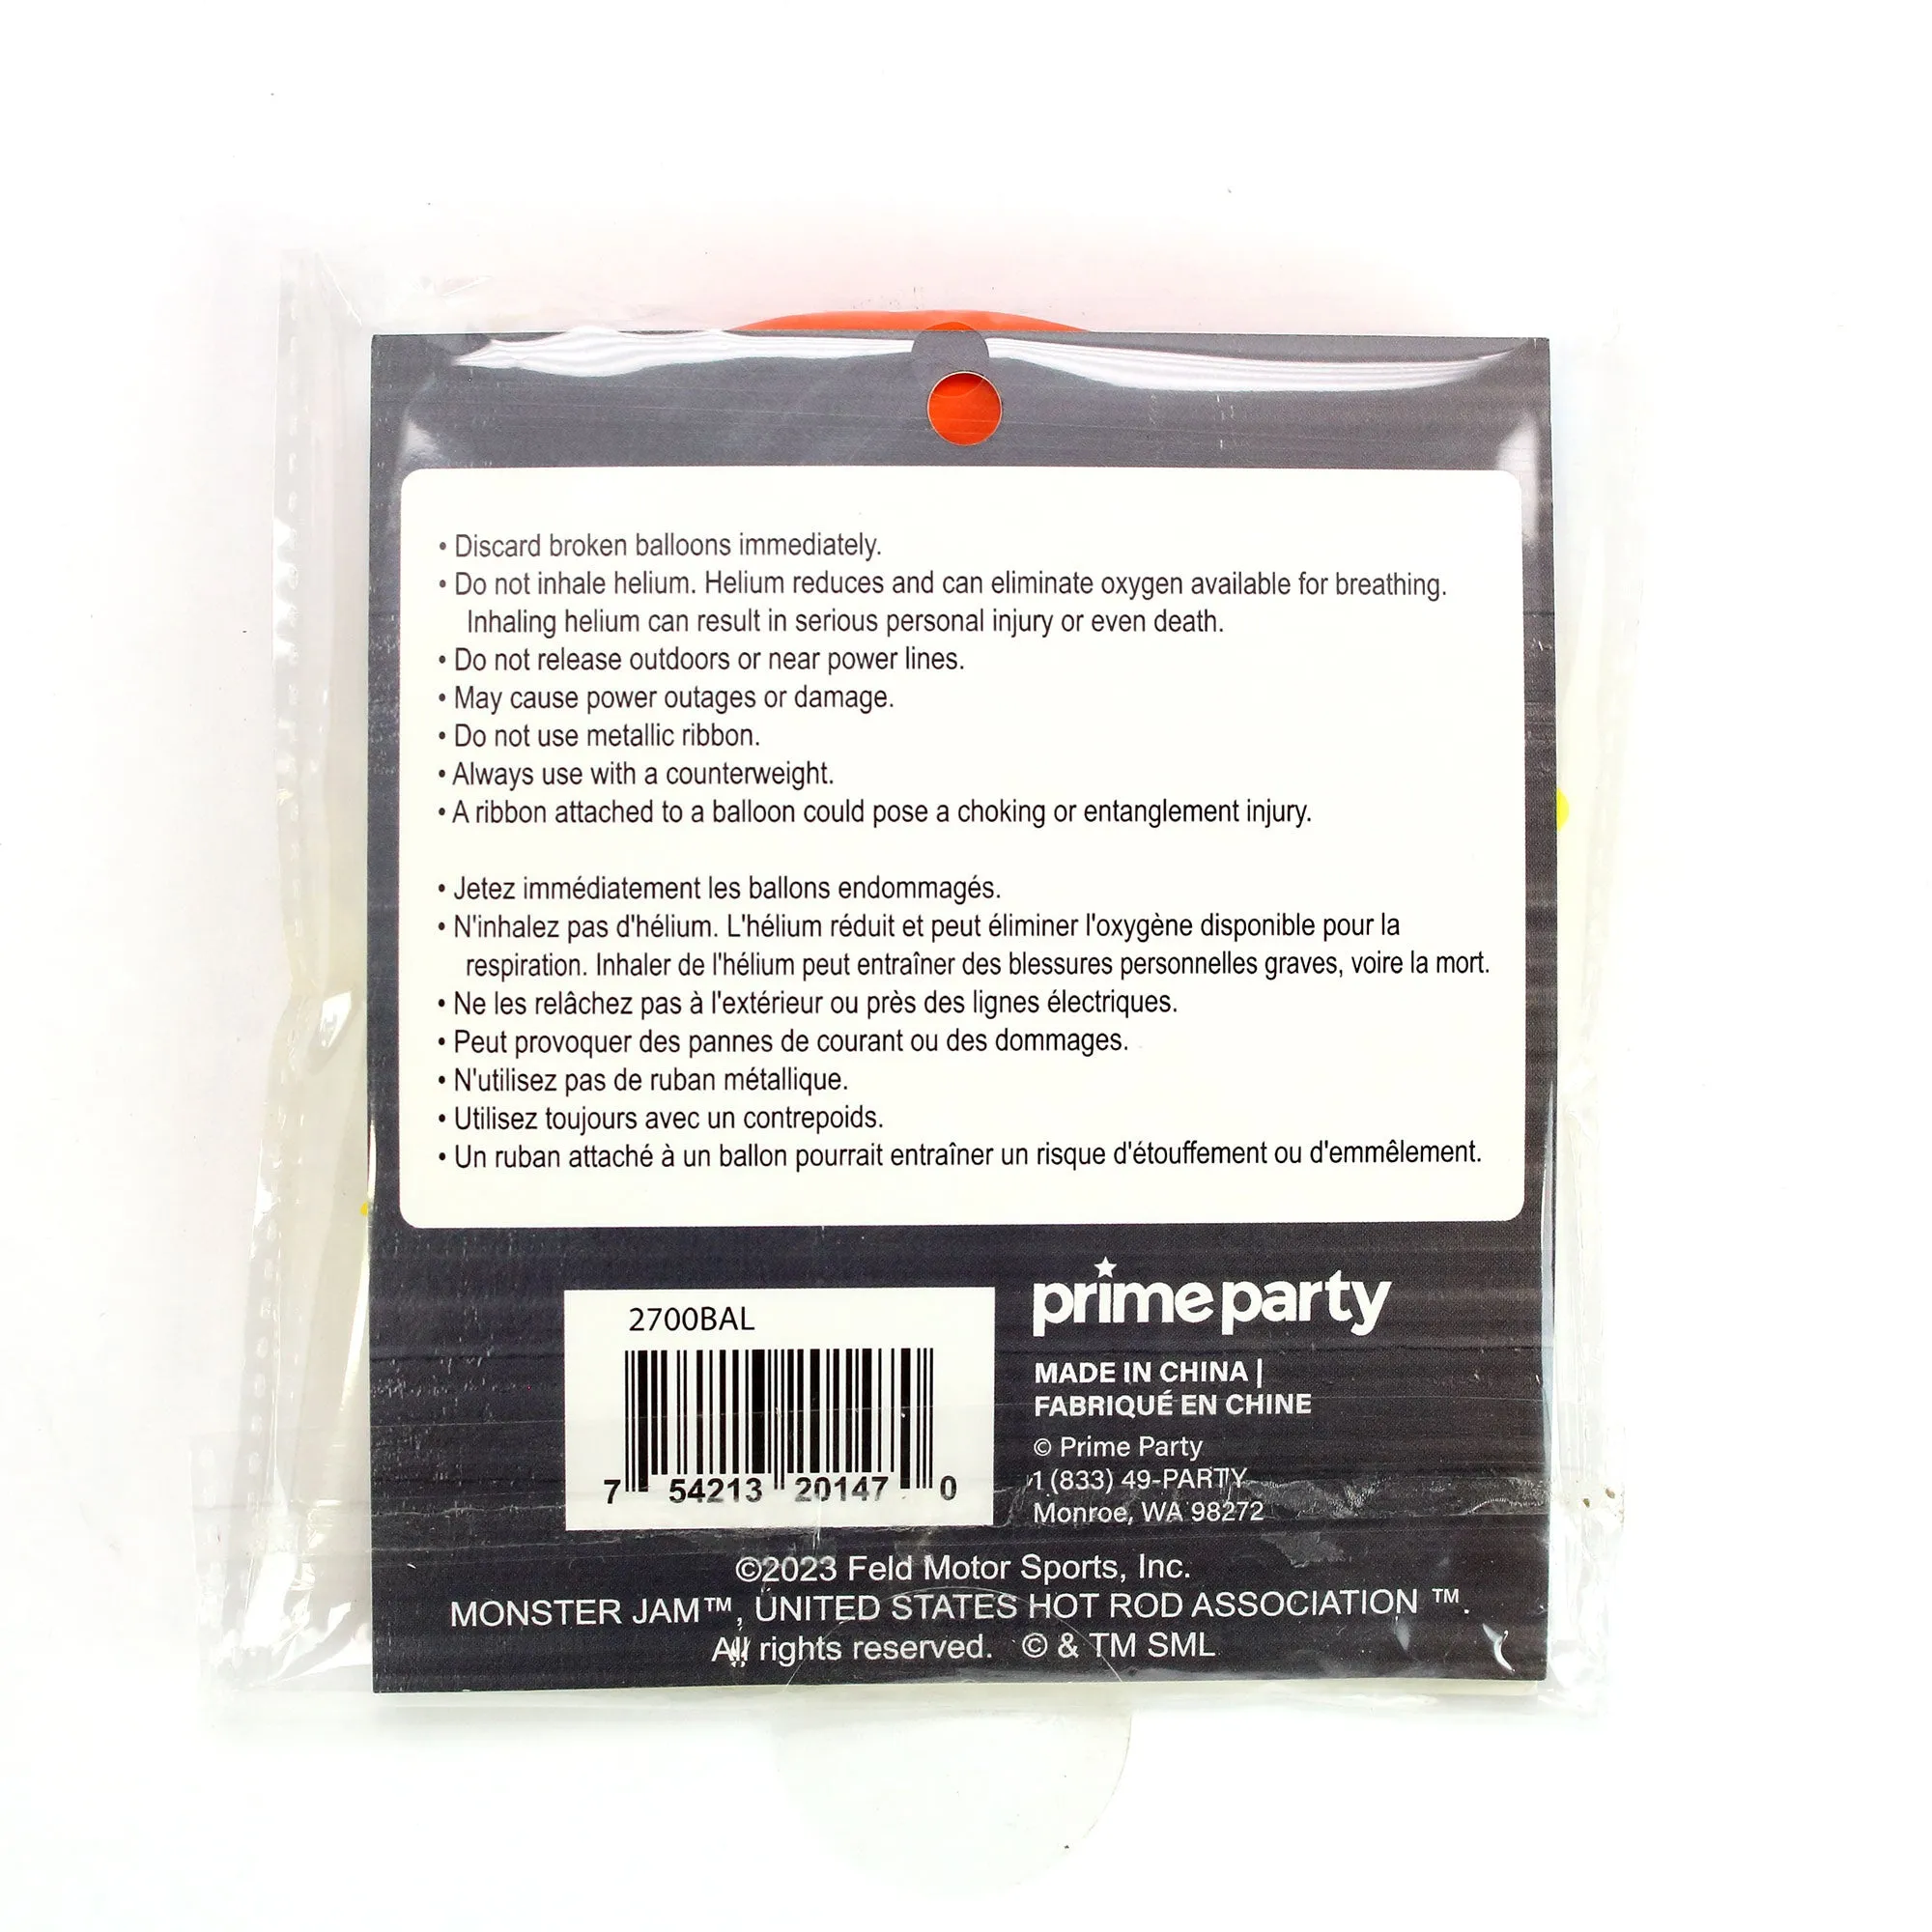 • Discard broken balloons immediately.
• Do not inhale helium. Helium reduces and can eliminate oxygen available for breathing.
Inhaling helium can result in serious personal injury or even death.
• Do not release outdoors or near power lines.
• May cause power outages or damage.
• Do not use metallic ribbon.
• Always use with a counterweight.
• A ribbon attached to a balloon could pose a choking or entanglement injury.
• Jetez immédiatement les ballons endommagés.
• N'inhalez pas d'hélium. L'hélium réduit et peut éliminer l'oxygène disponible pour la
respiration. Inhaler de l'hélium peut entraîner des blessures personnelles graves, voire la mort.
• Ne les relâchez pas à l'extérieur ou près des lignes électriques.
• Peut provoquer des pannes de courant ou des dommages.
• N'utilisez pas de ruban métallique.
• Utilisez toujours avec un contrepoids.
• Un ruban attaché à un ballon pourrait entraîner un risque d'étouffement ou d'emmêlement.
2700BAL
7 54213 20147 0
prime party
MADE IN CHINA |
FABRIQUÉ EN CHINE
© Prime Party
1 (833) 49-PARTY
Monroe, WA 98272
©2023 Feld Motor Sports, Inc.
MONSTER JAM™, UNITED STATES HOT ROD ASSOCIATION ™.
All rights reserved. © & TM SML